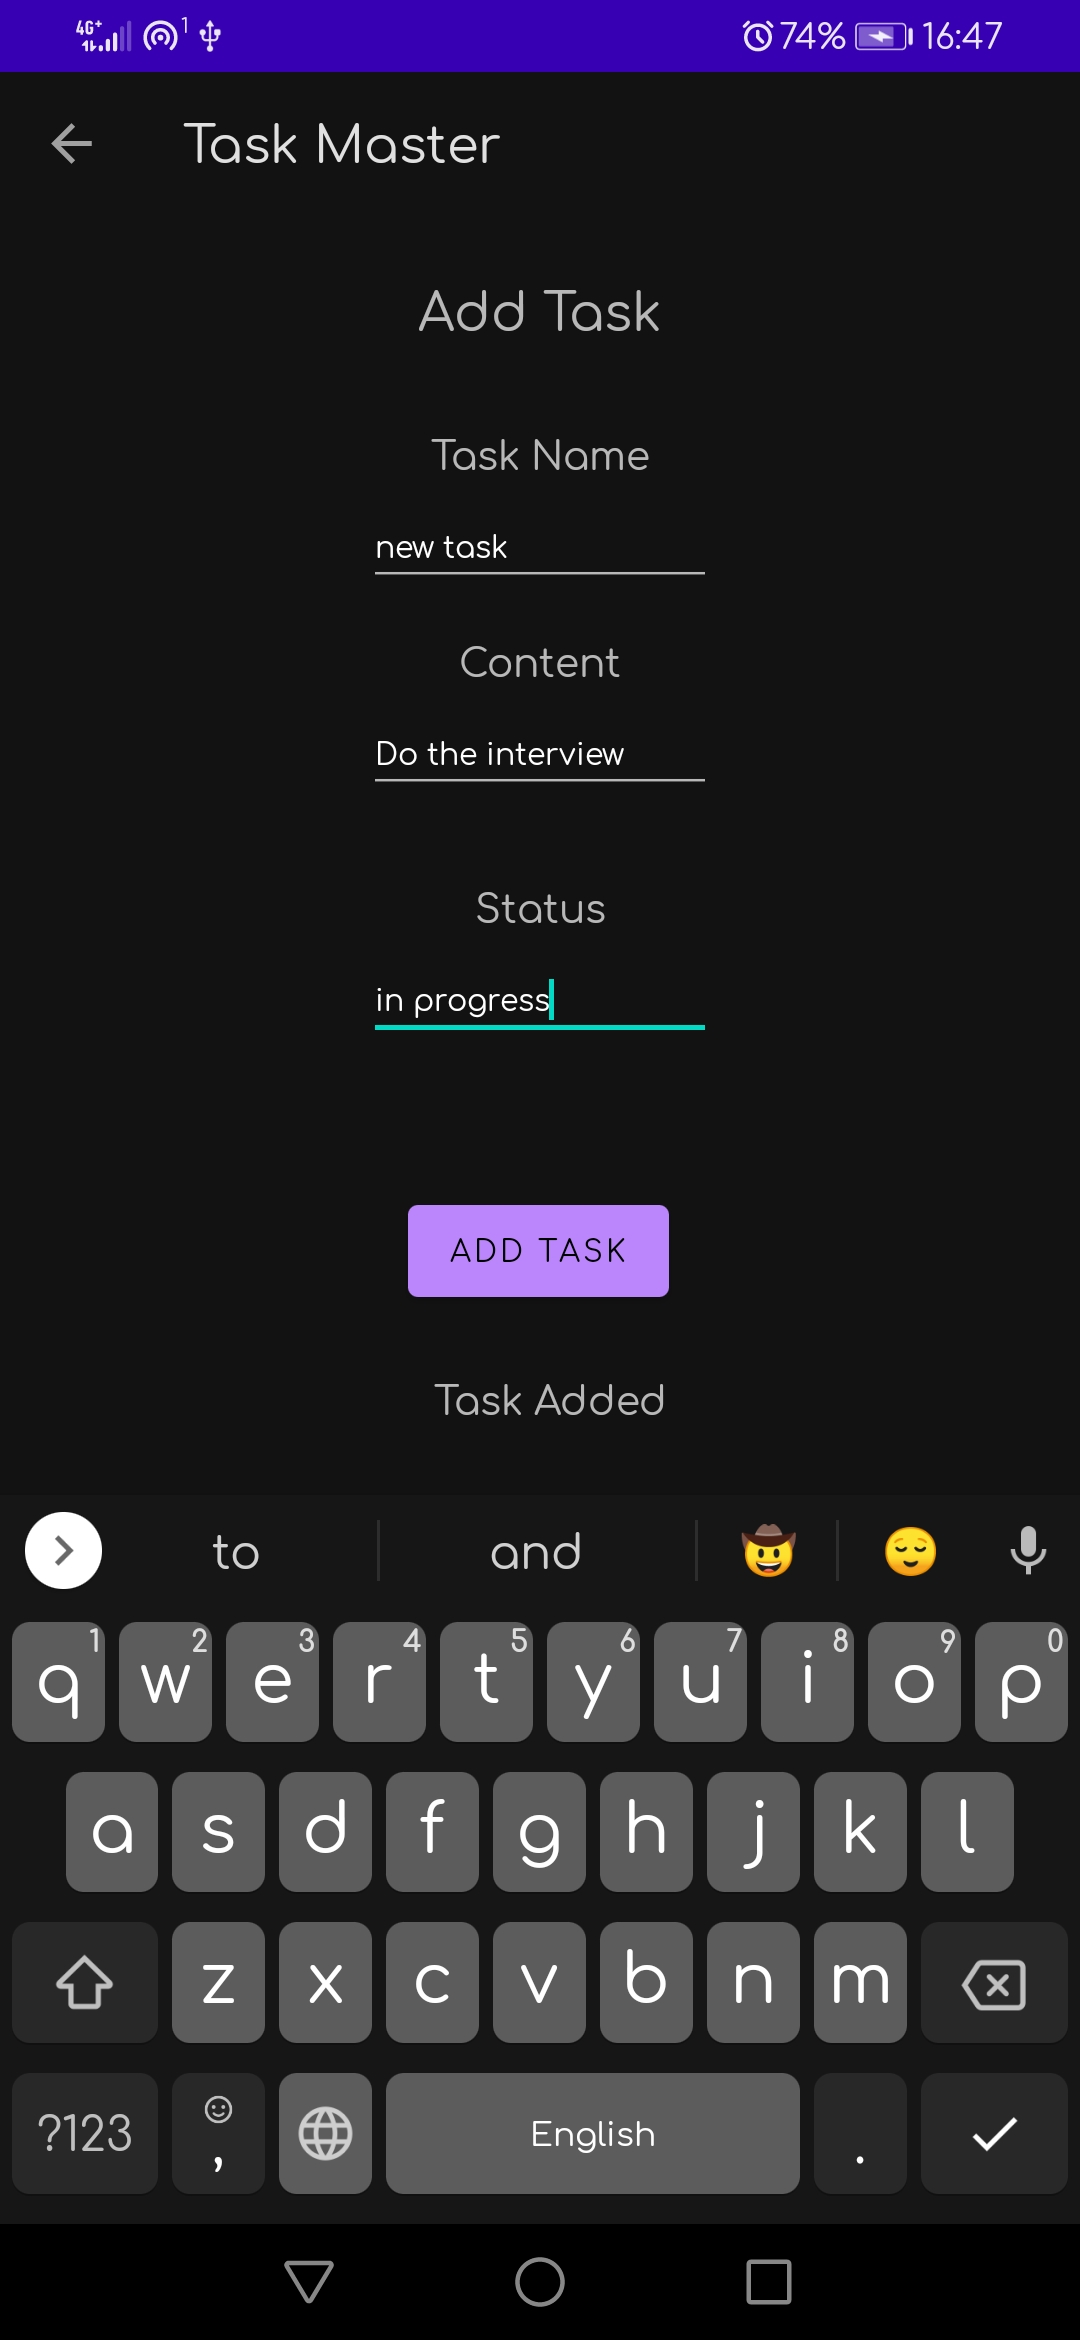 4G+ 1 74% 16:47
Task Master
Add Task
Task Name
new task
Content
Do the interview
Status
in progress
ADD TASK
Task Added
to and
1 2 3 4 5 6 7 8 9 0
q w e r t y u i o p
a s d f g h j k l
z x c v b n m
?123 , English .